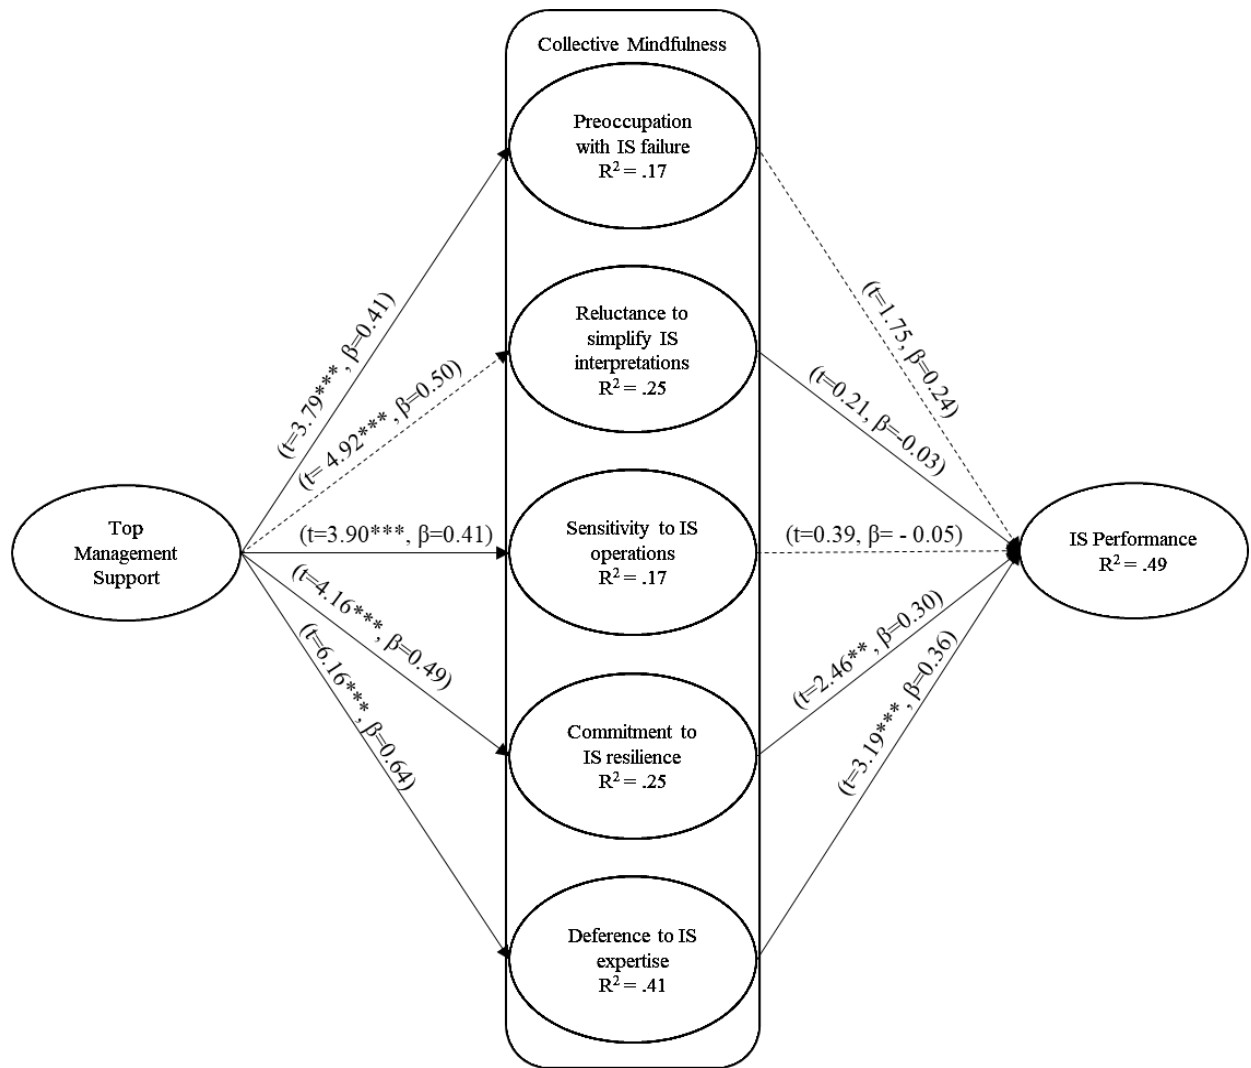 Collective Mindfulness
Preoccupation
with IS failure
R² = .17
(t=3.79***, β=0.41)
(t=1.75, β=0.24)
Reluctance to
simplify IS
interpretations
R² = .25
(t= 4.92***, β=0.50)
(t=0.21, β=-0.03)
Top
Management
Support
(t=3.90***, β=0.41)
Sensitivity to IS
operations
R² = .17
(t=0.39, β= - 0.05)
IS Performance
R² = .49
(t=4.16***, β=0.49)
(t=2.46**, β=0.30)
Commitment to
IS resilience
R² = .25
(t=6.16***, β=0.64)
(t=3.19***, β=0.36)
Deference to IS
expertise
R² = .41